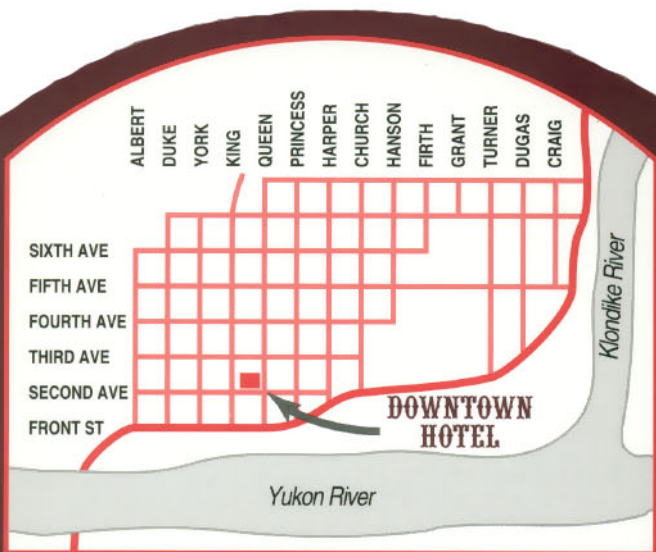 ALBERT
DUKE
YORK
KING
QUEEN
PRINCESS
HARPER
CHURCH
HANSON
FIRTH
GRANT
TURNER
DUGAS
CRAIG
SIXTH AVE
FIFTH AVE
FOURTH AVE
THIRD AVE
SECOND AVE
FRONT ST
Klondike River
DOWNTOWN
HOTEL
Yukon River